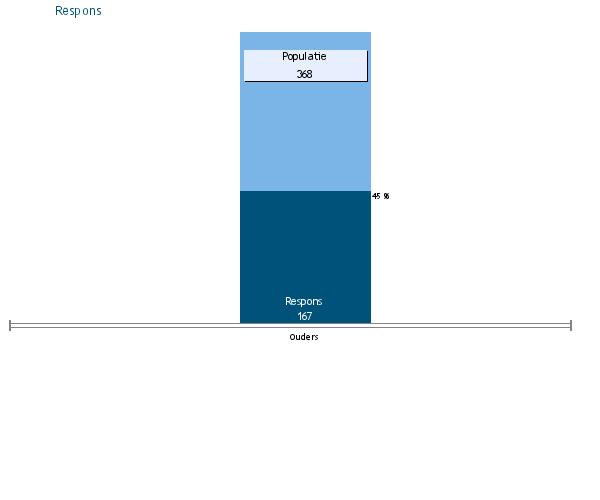 Respons
Populatie
368
45 %
Respons
167
Ouders